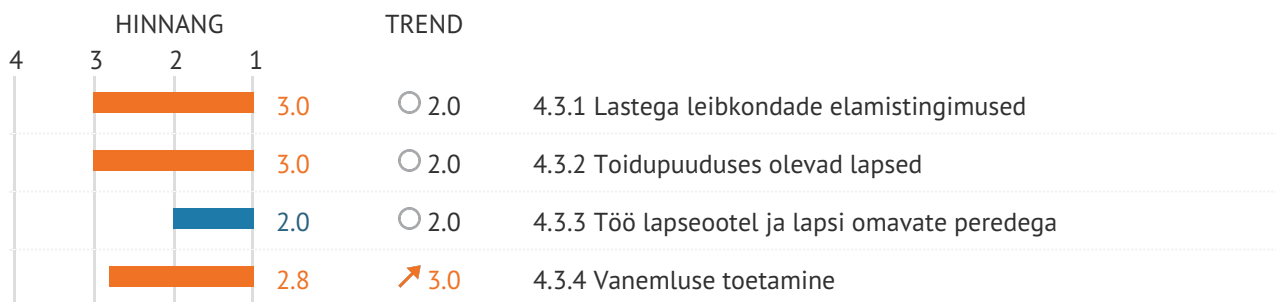 HINNANG TREND
4 3 2 1
3.0 2.0 4.3.1 Lastega leibkondade elamistingimused
3.0 2.0 4.3.2 Toidupuuduses olevad lapsed
2.0 2.0 4.3.3 Töö lapseootel ja lapsi omavate peredega
2.8 3.0 4.3.4 Vanemluse toetamine